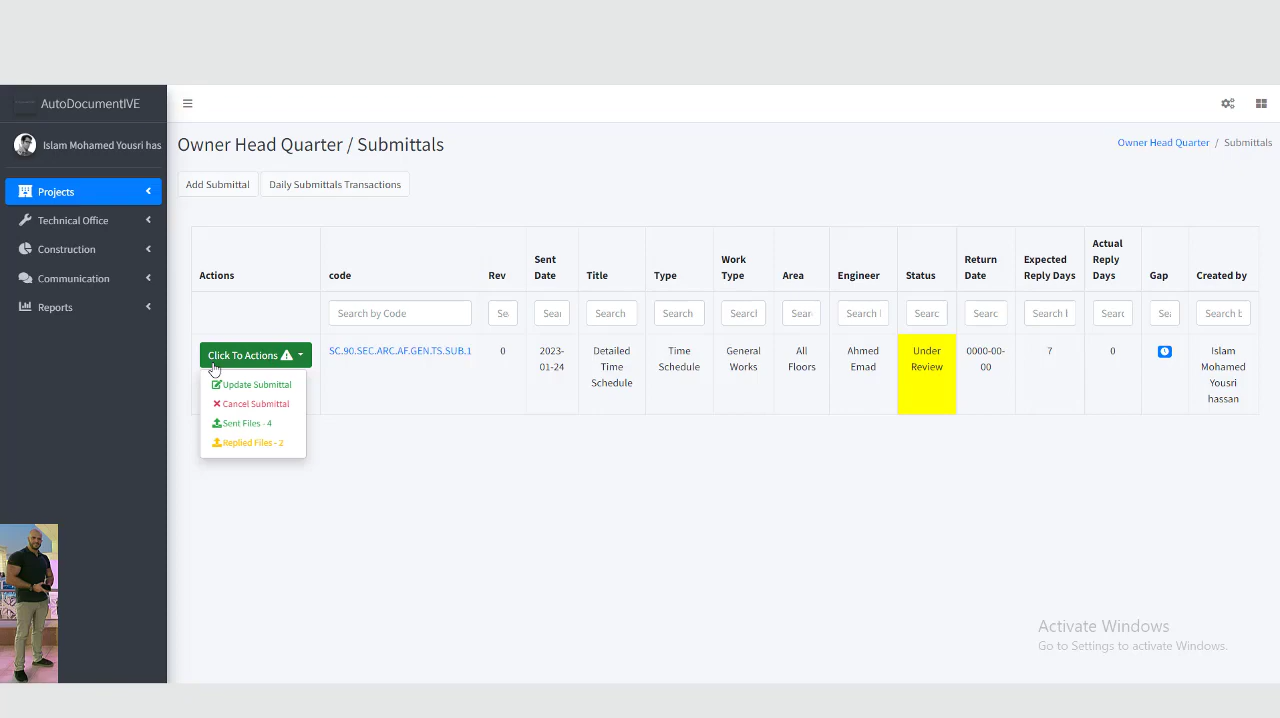 AutoDocumentIVE
Islam Mohamed Yousri has
Projects
Technical Office
Construction
Communication
Reports
Owner Head Quarter / Submittals
Owner Head Quarter / Submittals
Add Submittal
Daily Submittals Transactions
Actions
code
Rev
Sent
Date
Title
Type
Work
Type
Area
Engineer
Status
Return
Date
Expected
Reply Days
Actual
Reply
Days
Gap
Created by
Search by Code
Se
Sea
Search
Search
Searcl
Sear
Search
Searc
Searc
Search
Searc
Se
Search b
Click To Actions
SC.90.SEC.ARC.AF.GEN.TS.SUB.1
0
2023-
01-24
Detailed
Time
Schedule
Time
Schedule
General
Works
All
Floors
Ahmed
Emad
Under
Review
0000-00-
00
7
0
Islam
Mohamed
Yousri
hassan
Update Submittal
Cancel Submittal
Sent Files - 4
Replied Files - 2
Activate Windows
Go to Settings to activate Windows.